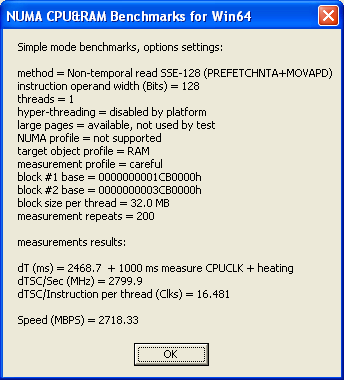 NUMA CPU&RAM Benchmarks for Win64
Simple mode benchmarks, options settings:
method = Non-temporal read SSE-128 (PREFETCHNTA+MOVAPD)
instruction operand width (Bits) = 128
threads = 1
hyper-threading = disabled by platform
large pages = available, not used by test
NUMA profile = not supported
target object profile = RAM
measurement profile = careful
block #1 base = 0000000001CB0000h
block #2 base = 0000000003CB0000h
block size per thread = 32.0 MB
measurement repeats = 200
measurements results:
dT (ms) = 2468.7 + 1000 ms measure CPUCLK + heating
dTSC/Sec (MHz) = 2799.9
dTSC/Instruction per thread (Clks) = 16.481
Speed (MBPS) = 2718.33
OK